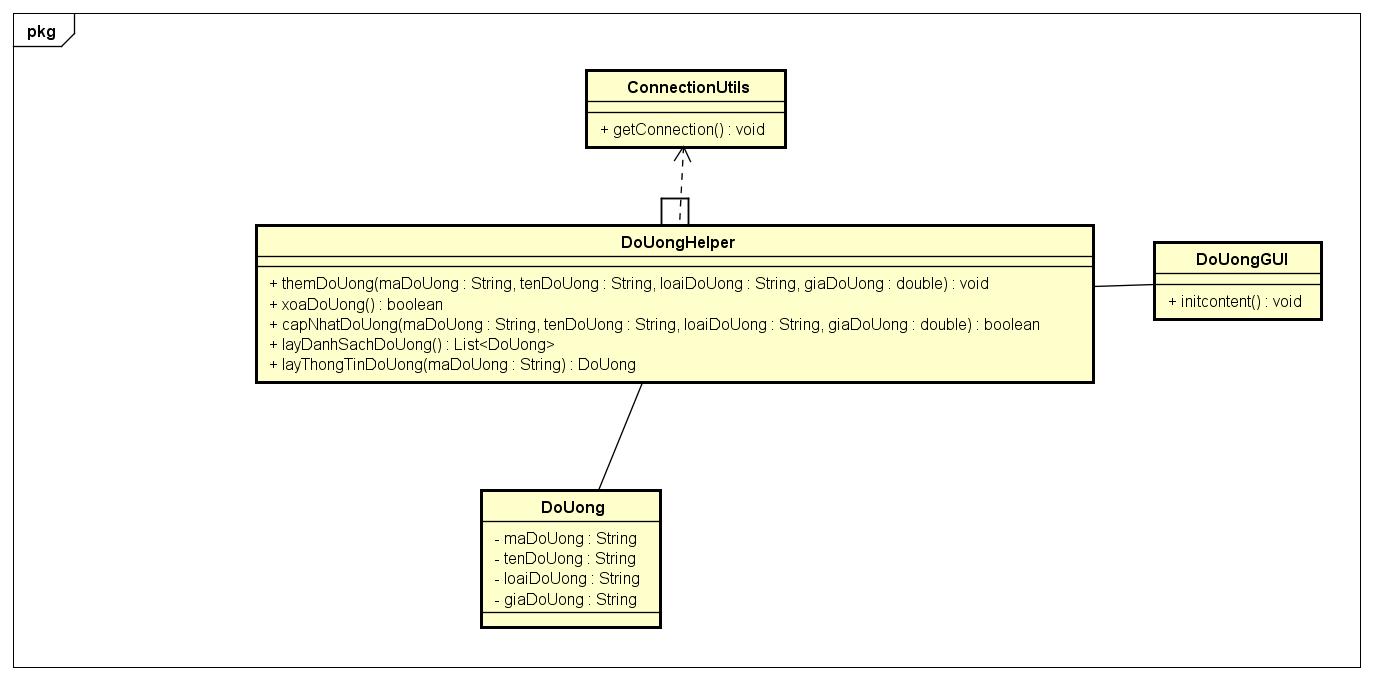 pkg
ConnectionUtils
+ getConnection() : void
DoUongHelper
+ themDoUong(maDoUong : String, tenDoUong : String, loaiDoUong : String, giaDoUong : double) : void
+ xoaDoUong() : boolean
+ capNhatDoUong(maDoUong : String, tenDoUong : String, loaiDoUong : String, giaDoUong : double) : boolean
+ layDanhSachDoUong() : List<DoUong>
+ layThongTinDoUong(maDoUong : String) : DoUong
DoUongGUI
+ initcontent() : void
DoUong
- maDoUong : String
- tenDoUong : String
- loaiDoUong : String
- giaDoUong : String